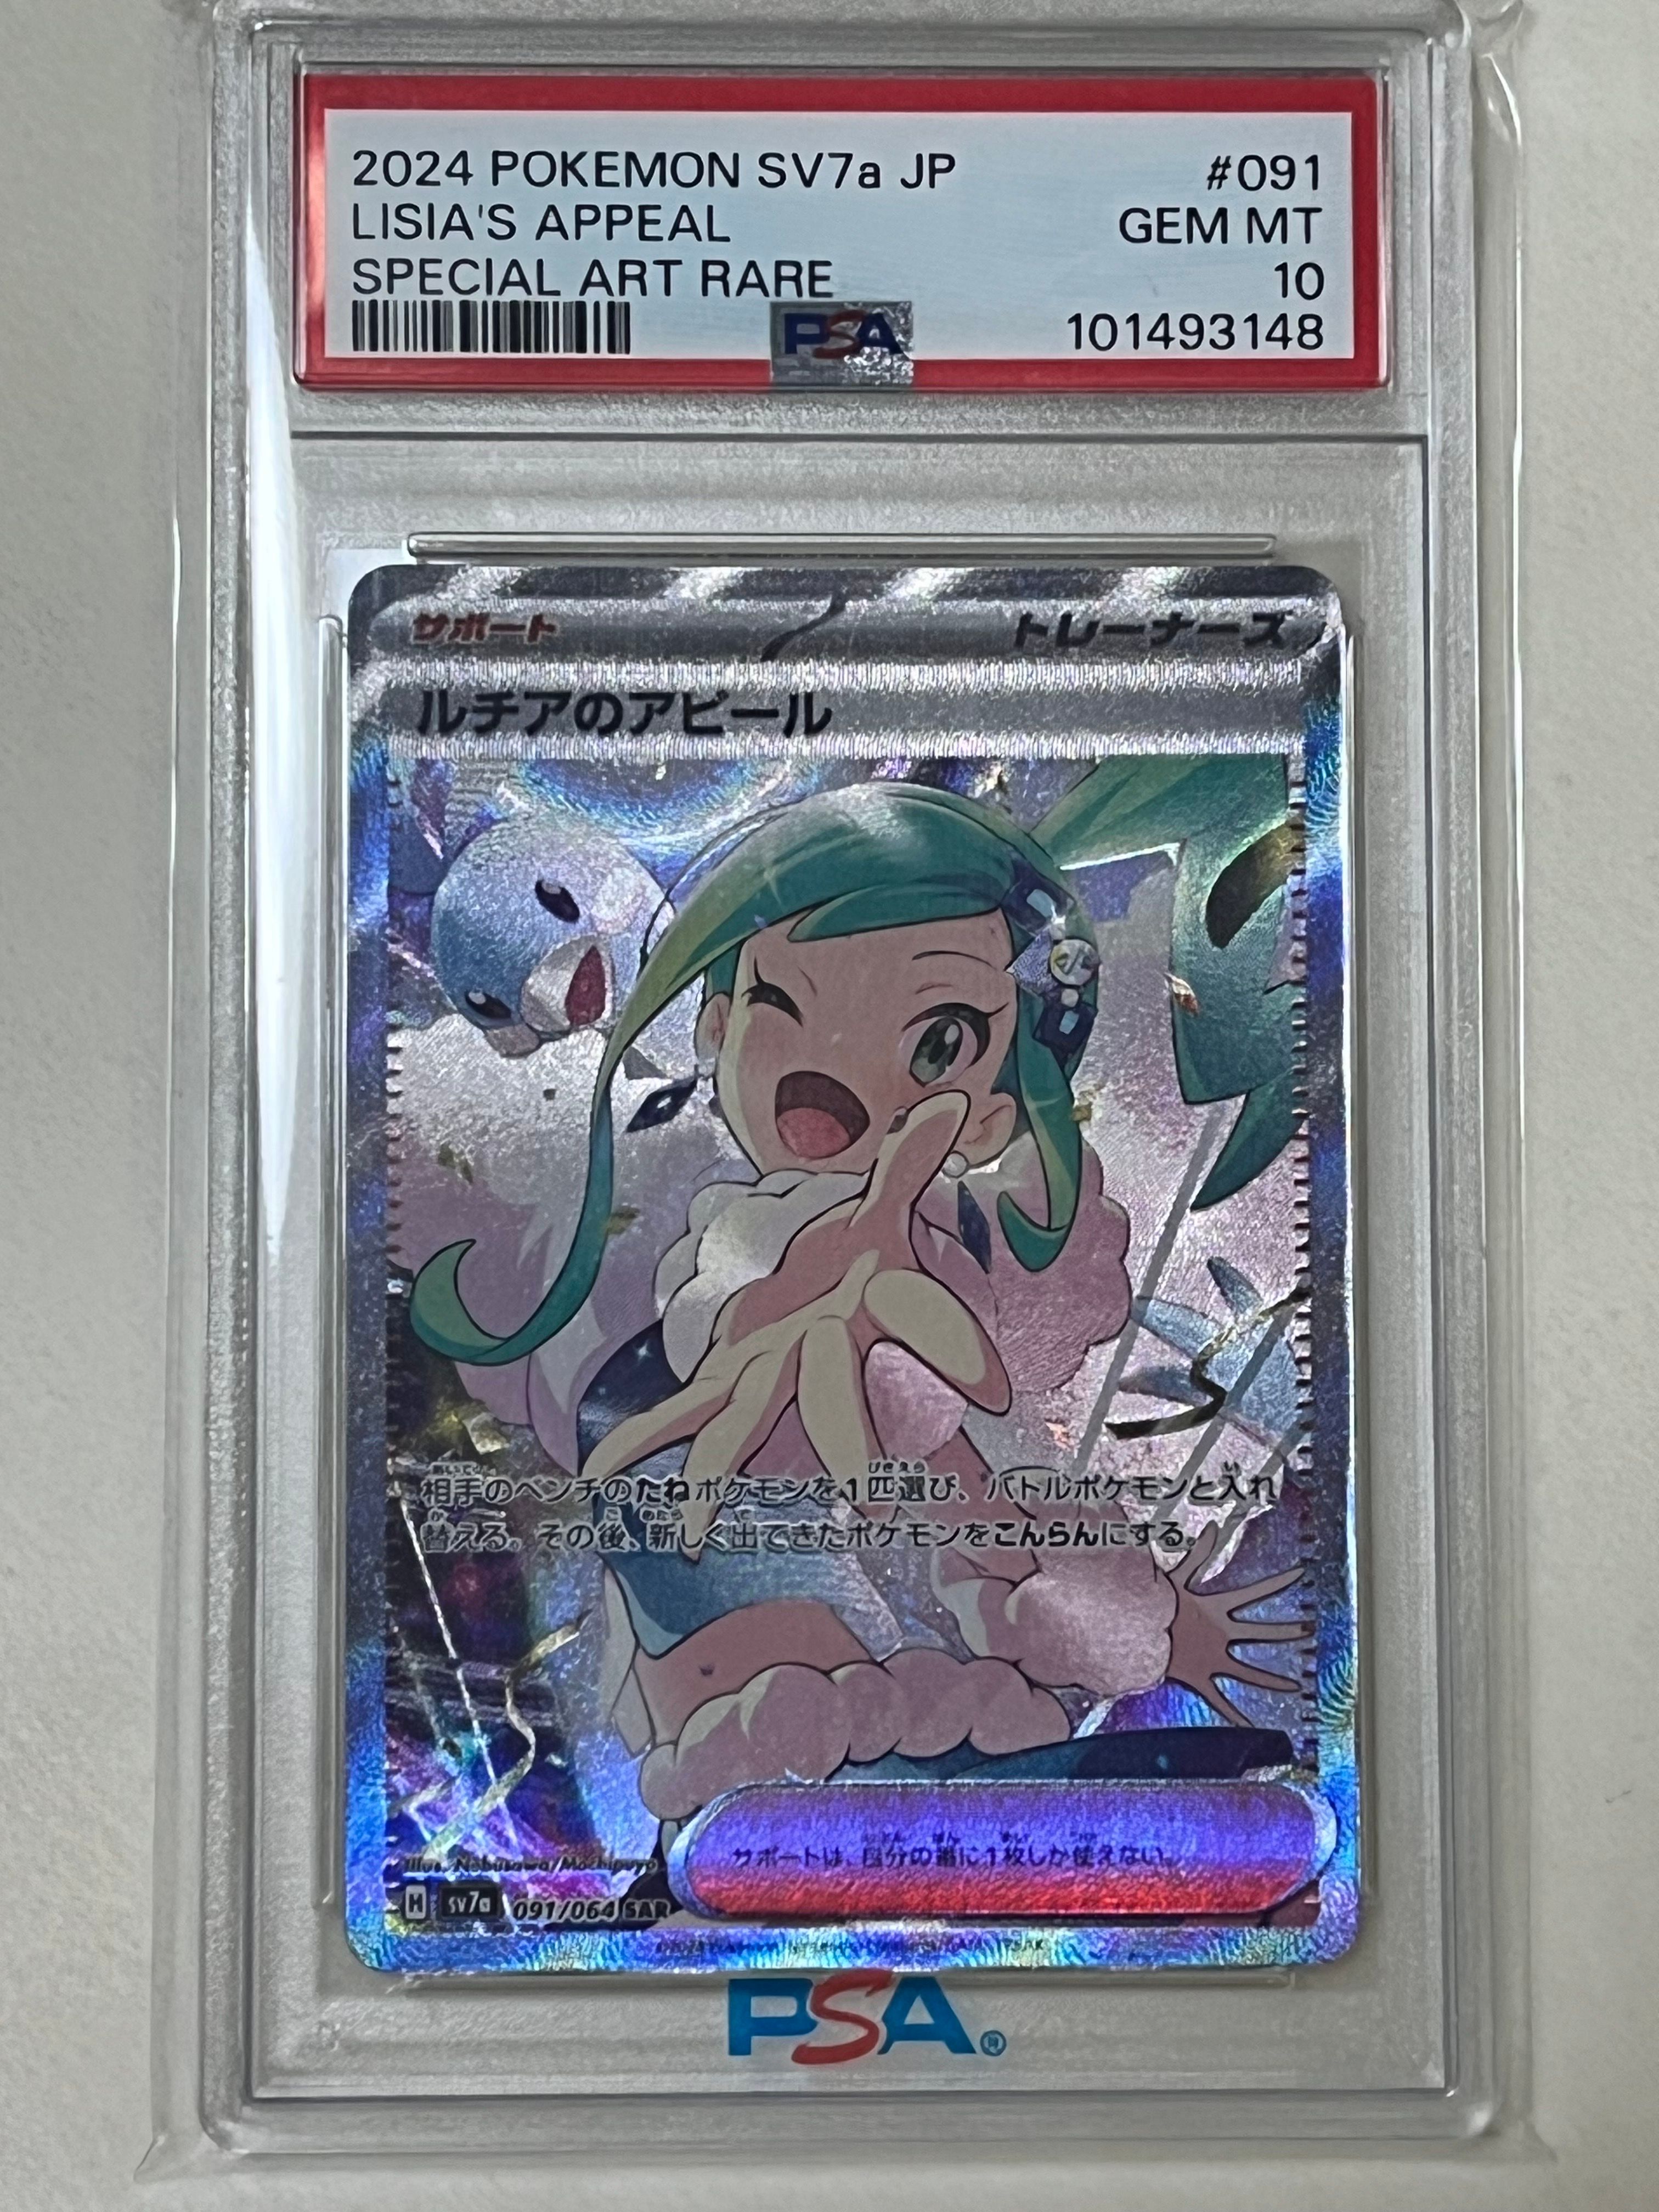 2024 POKEMON SV7a JP #091
LISIA'S APPEAL GEM MT
SPECIAL ART RARE 10
PSA 101493148
サポート トレーナーズ
ルチアのアピール
相手のベンチのたねポケモンを1匹選び、バトルポケモンと入れ
替える。その後、新しく出てきたポケモンをこんらんにする。
サポートは、自分の番に1枚しか使えない。
Illus. Nobusawa/Mochipuyo
H SV7a 091/064 SAR
PSA®